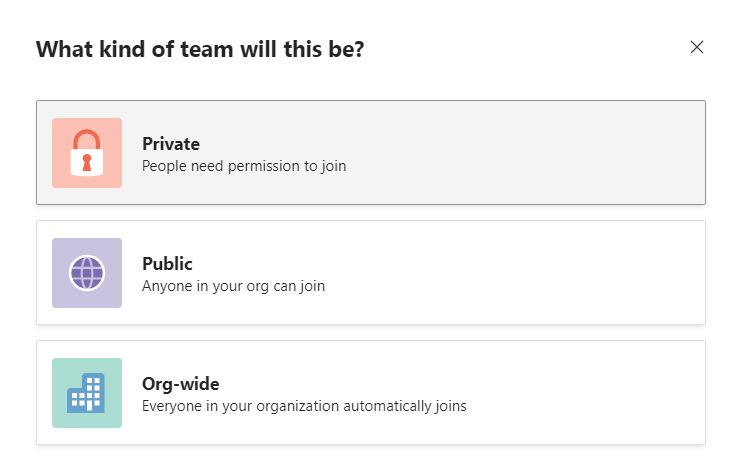 What kind of team will this be?
Private
People need permission to join
Public
Anyone in your org can join
Org-wide
Everyone in your organization automatically joins